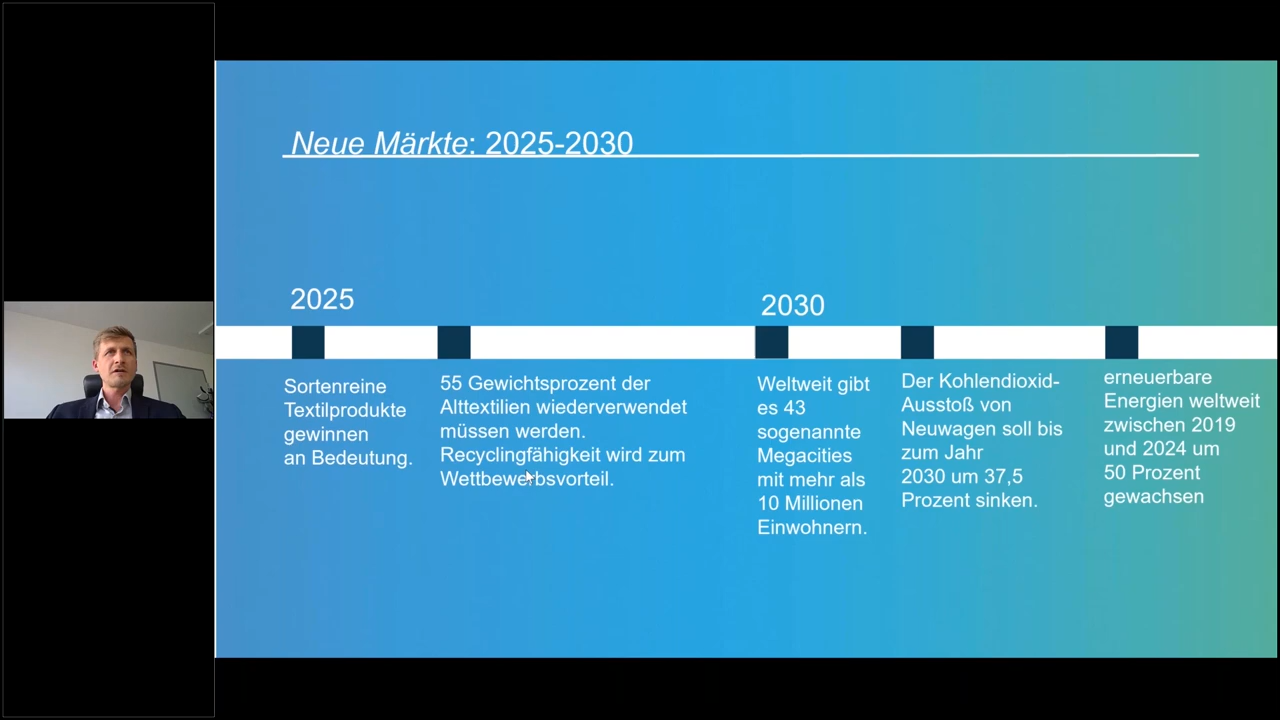 Neue Märkte: 2025-2030
2025
Sortenreine
Textilprodukte
gewinnen
an Bedeutung.
55 Gewichtsprozent der
Alttextilien wiederverwendet
müssen werden.
Recyclingfähigkeit wird zum
Wettbewerbsvorteil.
2030
Weltweit gibt
es 43
sogenannte
Megacities
mit mehr als
10 Millionen
Einwohnern.
Der Kohlendioxid-
Ausstoß von
Neuwagen soll bis
zum Jahr
2030 um 37,5
Prozent sinken.
erneuerbare
Energien weltweit
zwischen 2019
und 2024 um
50 Prozent
gewachsen